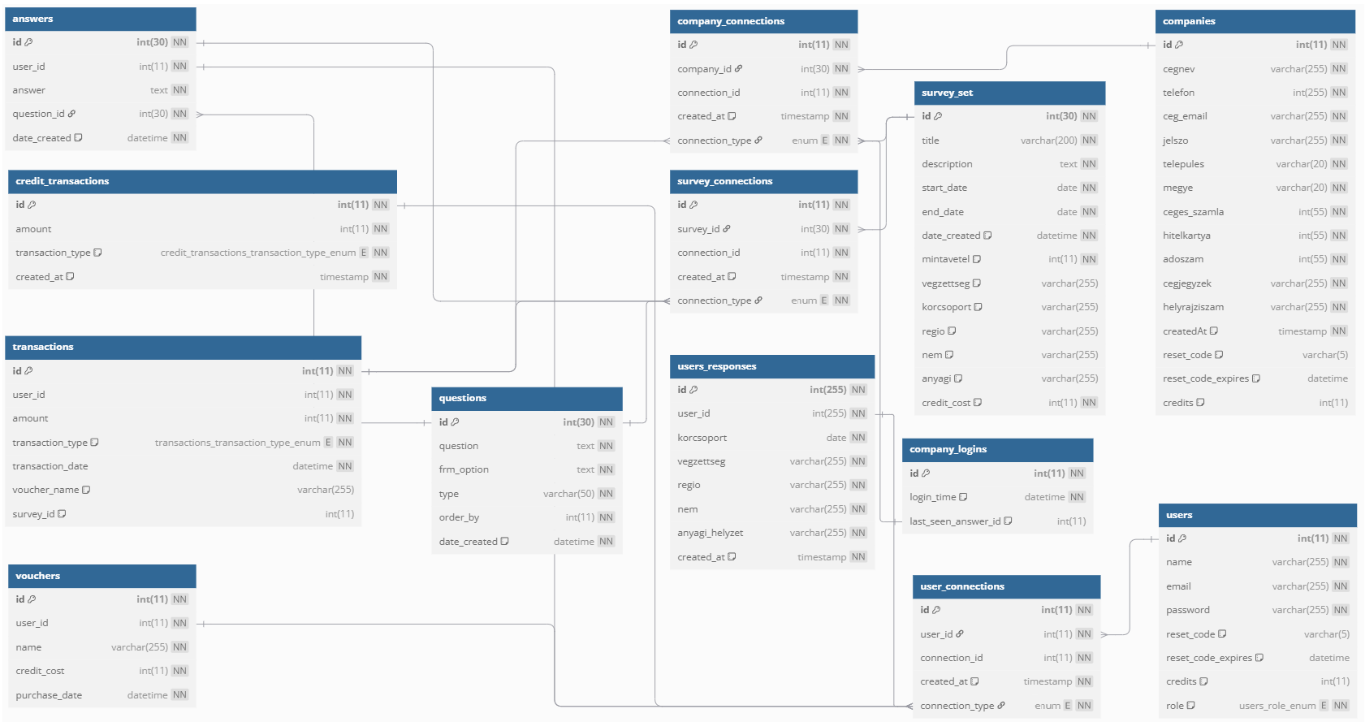 answers
id int(30) NN
user_id int(11) NN
answer text NN
question_id int(30) NN
date_created datetime NN
credit_transactions
id int(11) NN
amount int(11) NN
transaction_type credit_transactions_transaction_type_enum E NN
created_at timestamp NN
transactions
id int(11) NN
user_id int(11) NN
amount int(11) NN
transaction_type transactions_transaction_type_enum E NN
transaction_date datetime NN
voucher_name varchar(255)
survey_id int(11)
vouchers
id int(11) NN
user_id int(11) NN
name varchar(255) NN
credit_cost int(11) NN
purchase_date datetime NN
questions
id int(30) NN
question text NN
frm_option text NN
type varchar(50) NN
order_by int(11) NN
date_created datetime NN
company_connections
id int(11) NN
company_id int(30) NN
connection_id int(11) NN
created_at timestamp NN
connection_type enum E NN
survey_connections
id int(11) NN
survey_id int(30) NN
connection_id int(11) NN
created_at timestamp NN
connection_type enum E NN
users_responses
id int(255) NN
user_id int(255) NN
korcsoport date NN
vegzettseg varchar(255) NN
regio varchar(255) NN
nem varchar(255) NN
anyagi_helyzet varchar(255) NN
created_at timestamp NN
survey_set
id int(30) NN
title varchar(200) NN
description text NN
start_date date NN
end_date date NN
date_created datetime NN
mintavetel int(11) NN
vegzettseg varchar(255)
korcsoport varchar(255)
regio varchar(255)
nem varchar(255)
anyagi varchar(255)
credit_cost int(11) NN
company_logins
id int(11) NN
login_time datetime NN
last_seen_answer_id int(11)
user_connections
id int(11) NN
user_id int(11) NN
connection_id int(11) NN
created_at timestamp NN
connection_type enum E NN
companies
id int(11) NN
cegnev varchar(255) NN
telefon int(255) NN
ceg_email varchar(255) NN
jelszo varchar(255) NN
telepules varchar(20) NN
megye varchar(20) NN
ceges_szamla int(55) NN
hitelkartya int(55) NN
adoszam int(55) NN
cegjegyzek varchar(255) NN
helyrajziszam varchar(255) NN
createdAt timestamp NN
reset_code varchar(5)
reset_code_expires datetime
credits int(11)
users
id int(11) NN
name varchar(255) NN
email varchar(255) NN
password varchar(255) NN
reset_code varchar(5)
reset_code_expires datetime
credits int(11)
role users_role_enum E NN